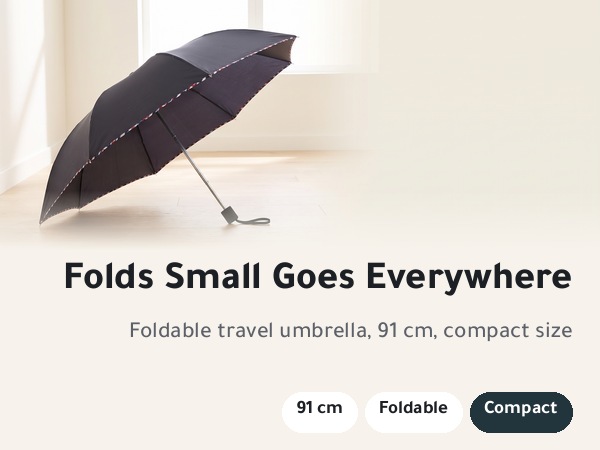 Folds Small Goes Everywhere
Foldable travel umbrella, 91 cm, compact size
91 cm
Foldable
Compact